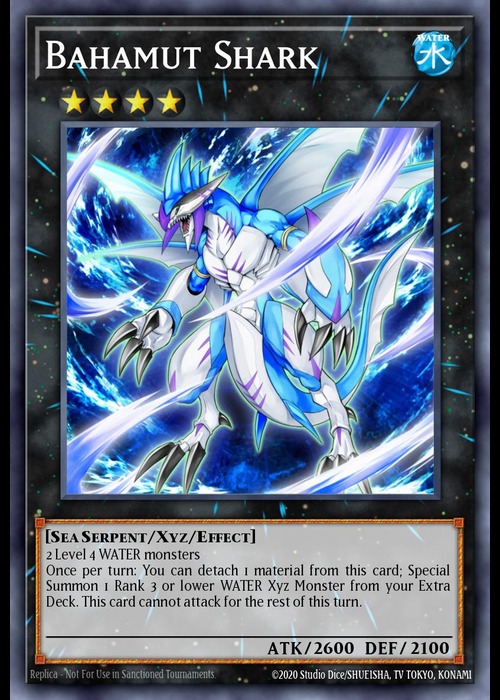 BAHAMUT SHARK
WATER
水
[SEA SERPENT/XYZ/EFFECT]
2 Level 4 WATER monsters
Once per turn: You can detach 1 material from this card; Special
Summon 1 Rank 3 or lower WATER Xyz Monster from your Extra
Deck. This card cannot attack for the rest of this turn.
ATK/2600 DEF/2100
Replica - Not For Use in Sanctioned Tournaments
©2020 Studio Dice/SHUEISHA, TV TOKYO, KONAMI